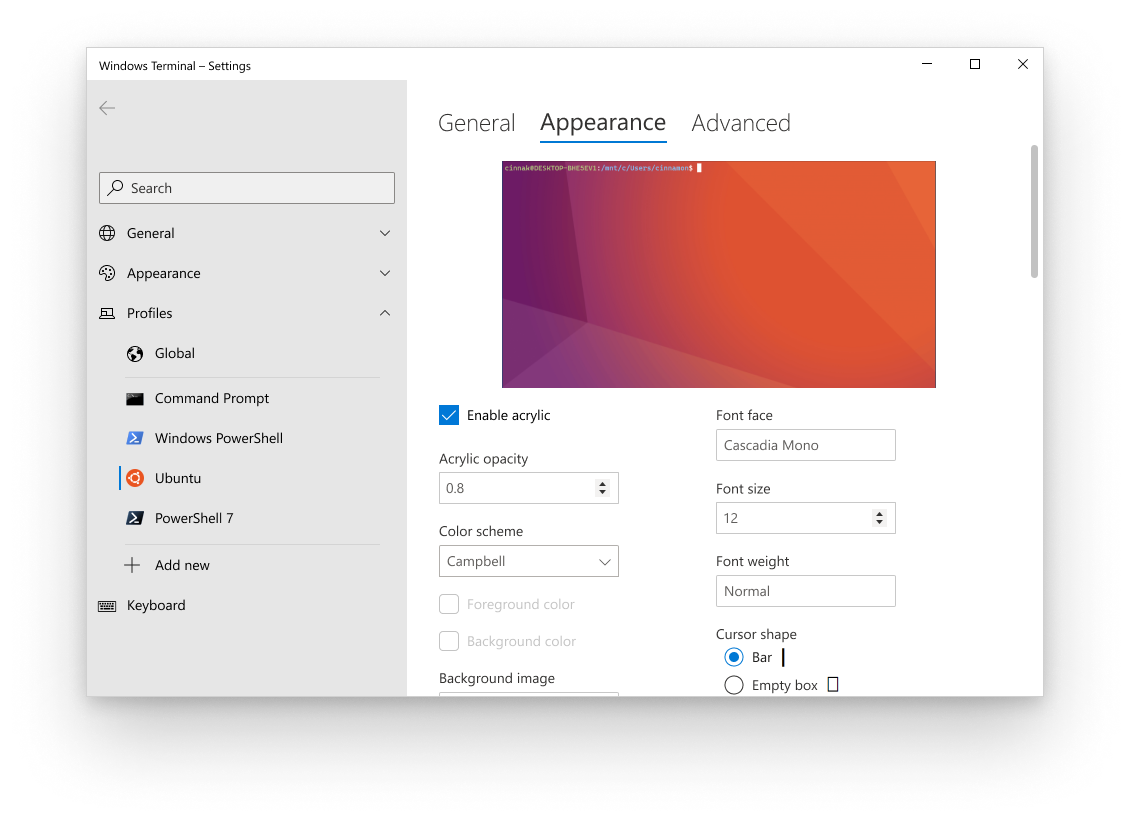 Windows Terminal – Settings
Search
General
Appearance
Profiles
Global
Command Prompt
Windows PowerShell
Ubuntu
PowerShell 7
Add new
Keyboard
General Appearance Advanced
cinnak@DESKTOP-BHE5EV1:/mnt/c/Users/cinnamon$
Enable acrylic
Acrylic opacity
0.8
Color scheme
Campbell
Foreground color
Background color
Background image
Font face
Cascadia Mono
Font size
12
Font weight
Normal
Cursor shape
Bar
Empty box